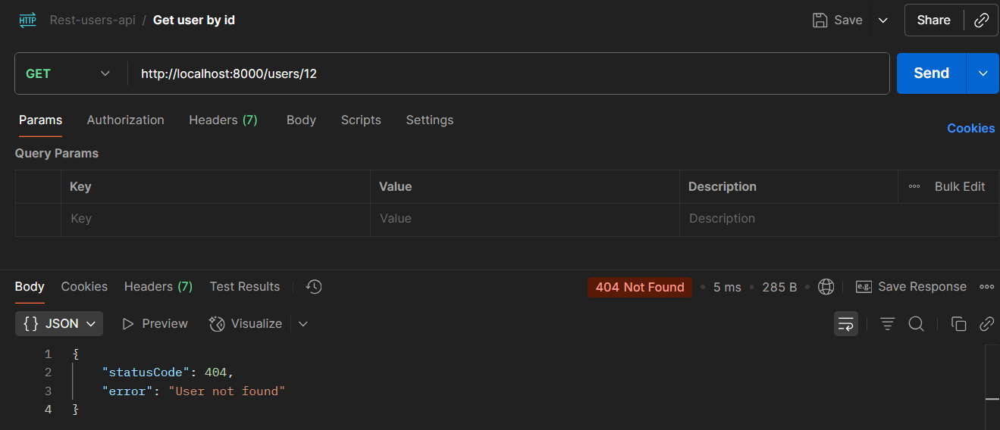 HTTP Rest-users-api / Get user by id Save Share
GET http://localhost:8000/users/12 Send
Params Authorization Headers (7) Body Scripts Settings Cookies
Query Params
Key Value Description Bulk Edit
Key Value Description
Body Cookies Headers (7) Test Results 404 Not Found 5 ms 285 B e.g. Save Response
{} JSON Preview Visualize
1 {
2 "statusCode": 404,
3 "error": "User not found"
4 }